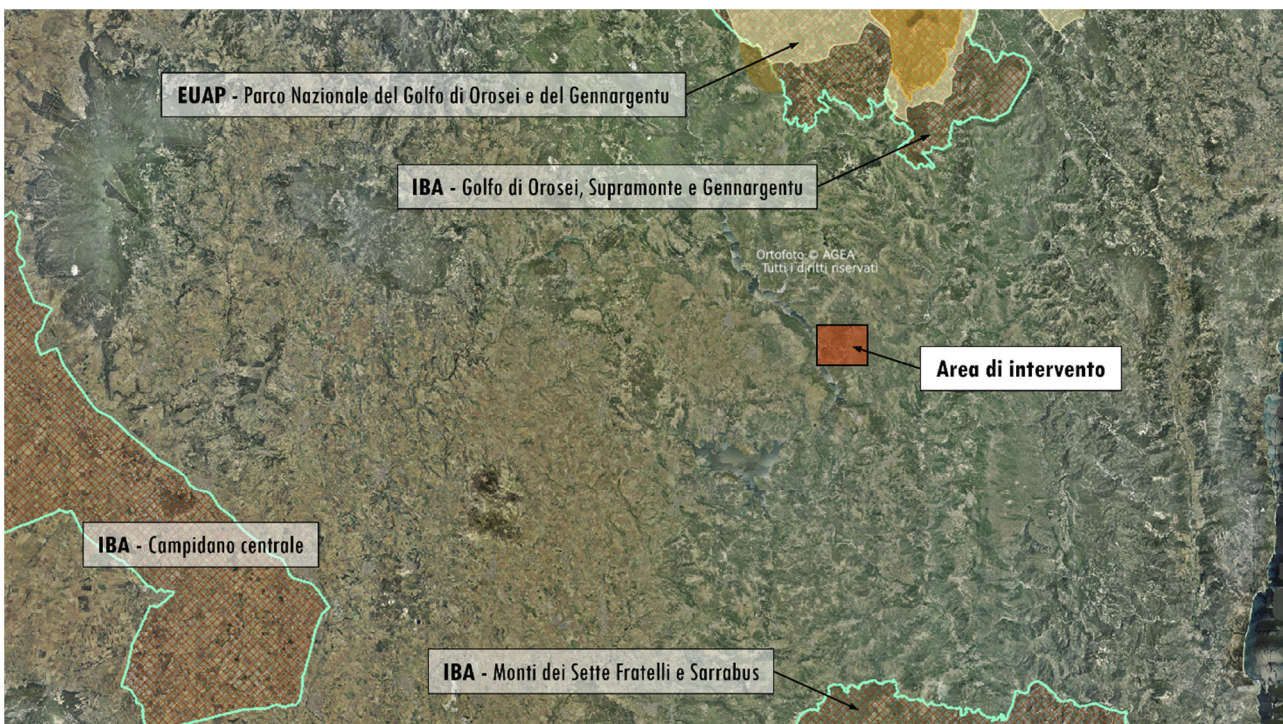 EUAP - Parco Nazionale del Golfo di Orosei e del Gennargentu
IBA - Golfo di Orosei, Supramonte e Gennargentu
Ortofoto © AGEA
Tutti i diritti riservati
Area di intervento
IBA - Campidano centrale
IBA - Monti dei Sette Fratelli e Sarrabus